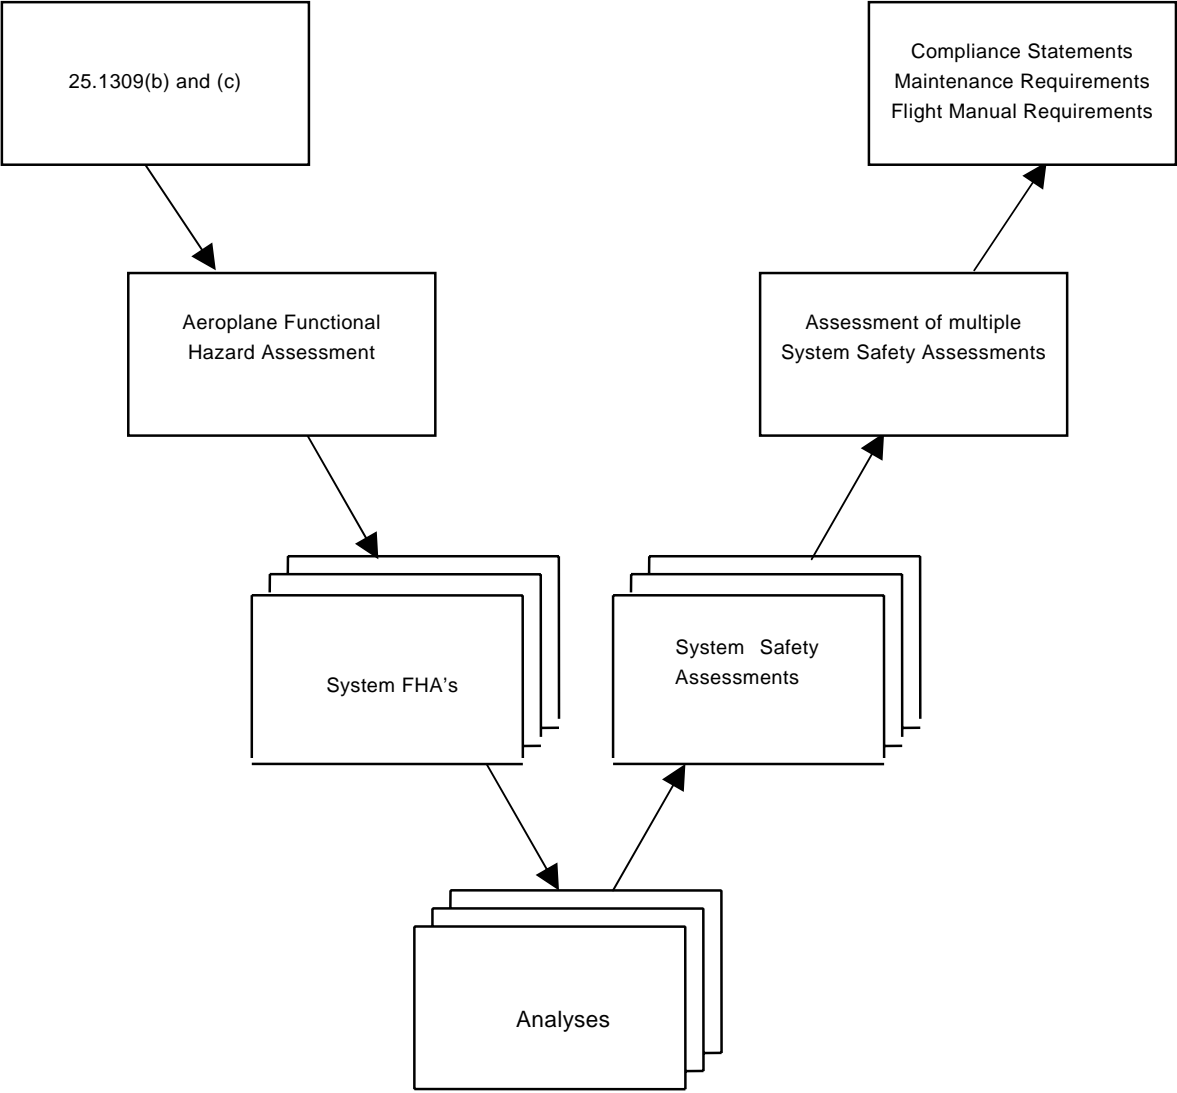 25.1309(b) and (c)
Compliance Statements
Maintenance Requirements
Flight Manual Requirements
Aeroplane Functional
Hazard Assessment
Assessment of multiple
System Safety Assessments
System FHA's
System Safety
Assessments
Analyses